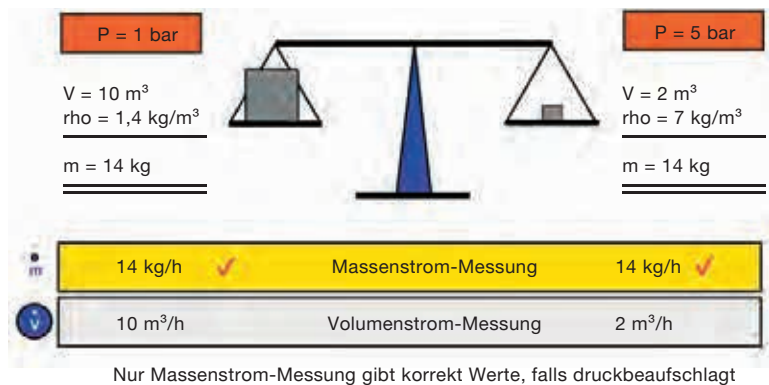 P = 1 bar
V = 10 m³
rho = 1,4 kg/m³
m = 14 kg
P = 5 bar
V = 2 m³
rho = 7 kg/m³
m = 14 kg
ṁ 14 kg/h ✓ Massenstrom-Messung 14 kg/h ✓
V̇ 10 m³/h Volumenstrom-Messung 2 m³/h
Nur Massenstrom-Messung gibt korrekt Werte, falls druckbeaufschlagt